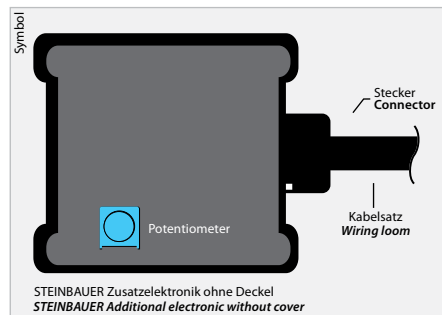 Symbol
Stecker
Connector
Potentiometer
Kabelsatz
Wiring loom
STEINBAUER Zusatzelektronik ohne Deckel
STEINBAUER Additional electronic without cover